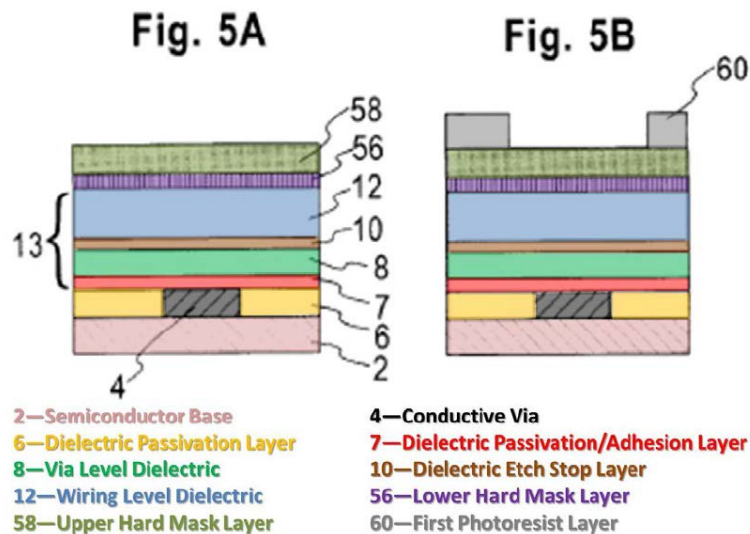 Fig. 5A
Fig. 5B
60
58
56
12
10
13
8
7
6
4
2
2—Semiconductor Base
4—Conductive Via
6—Dielectric Passivation Layer
7—Dielectric Passivation/Adhesion Layer
8—Via Level Dielectric
10—Dielectric Etch Stop Layer
12—Wiring Level Dielectric
56—Lower Hard Mask Layer
58—Upper Hard Mask Layer
60—First Photoresist Layer